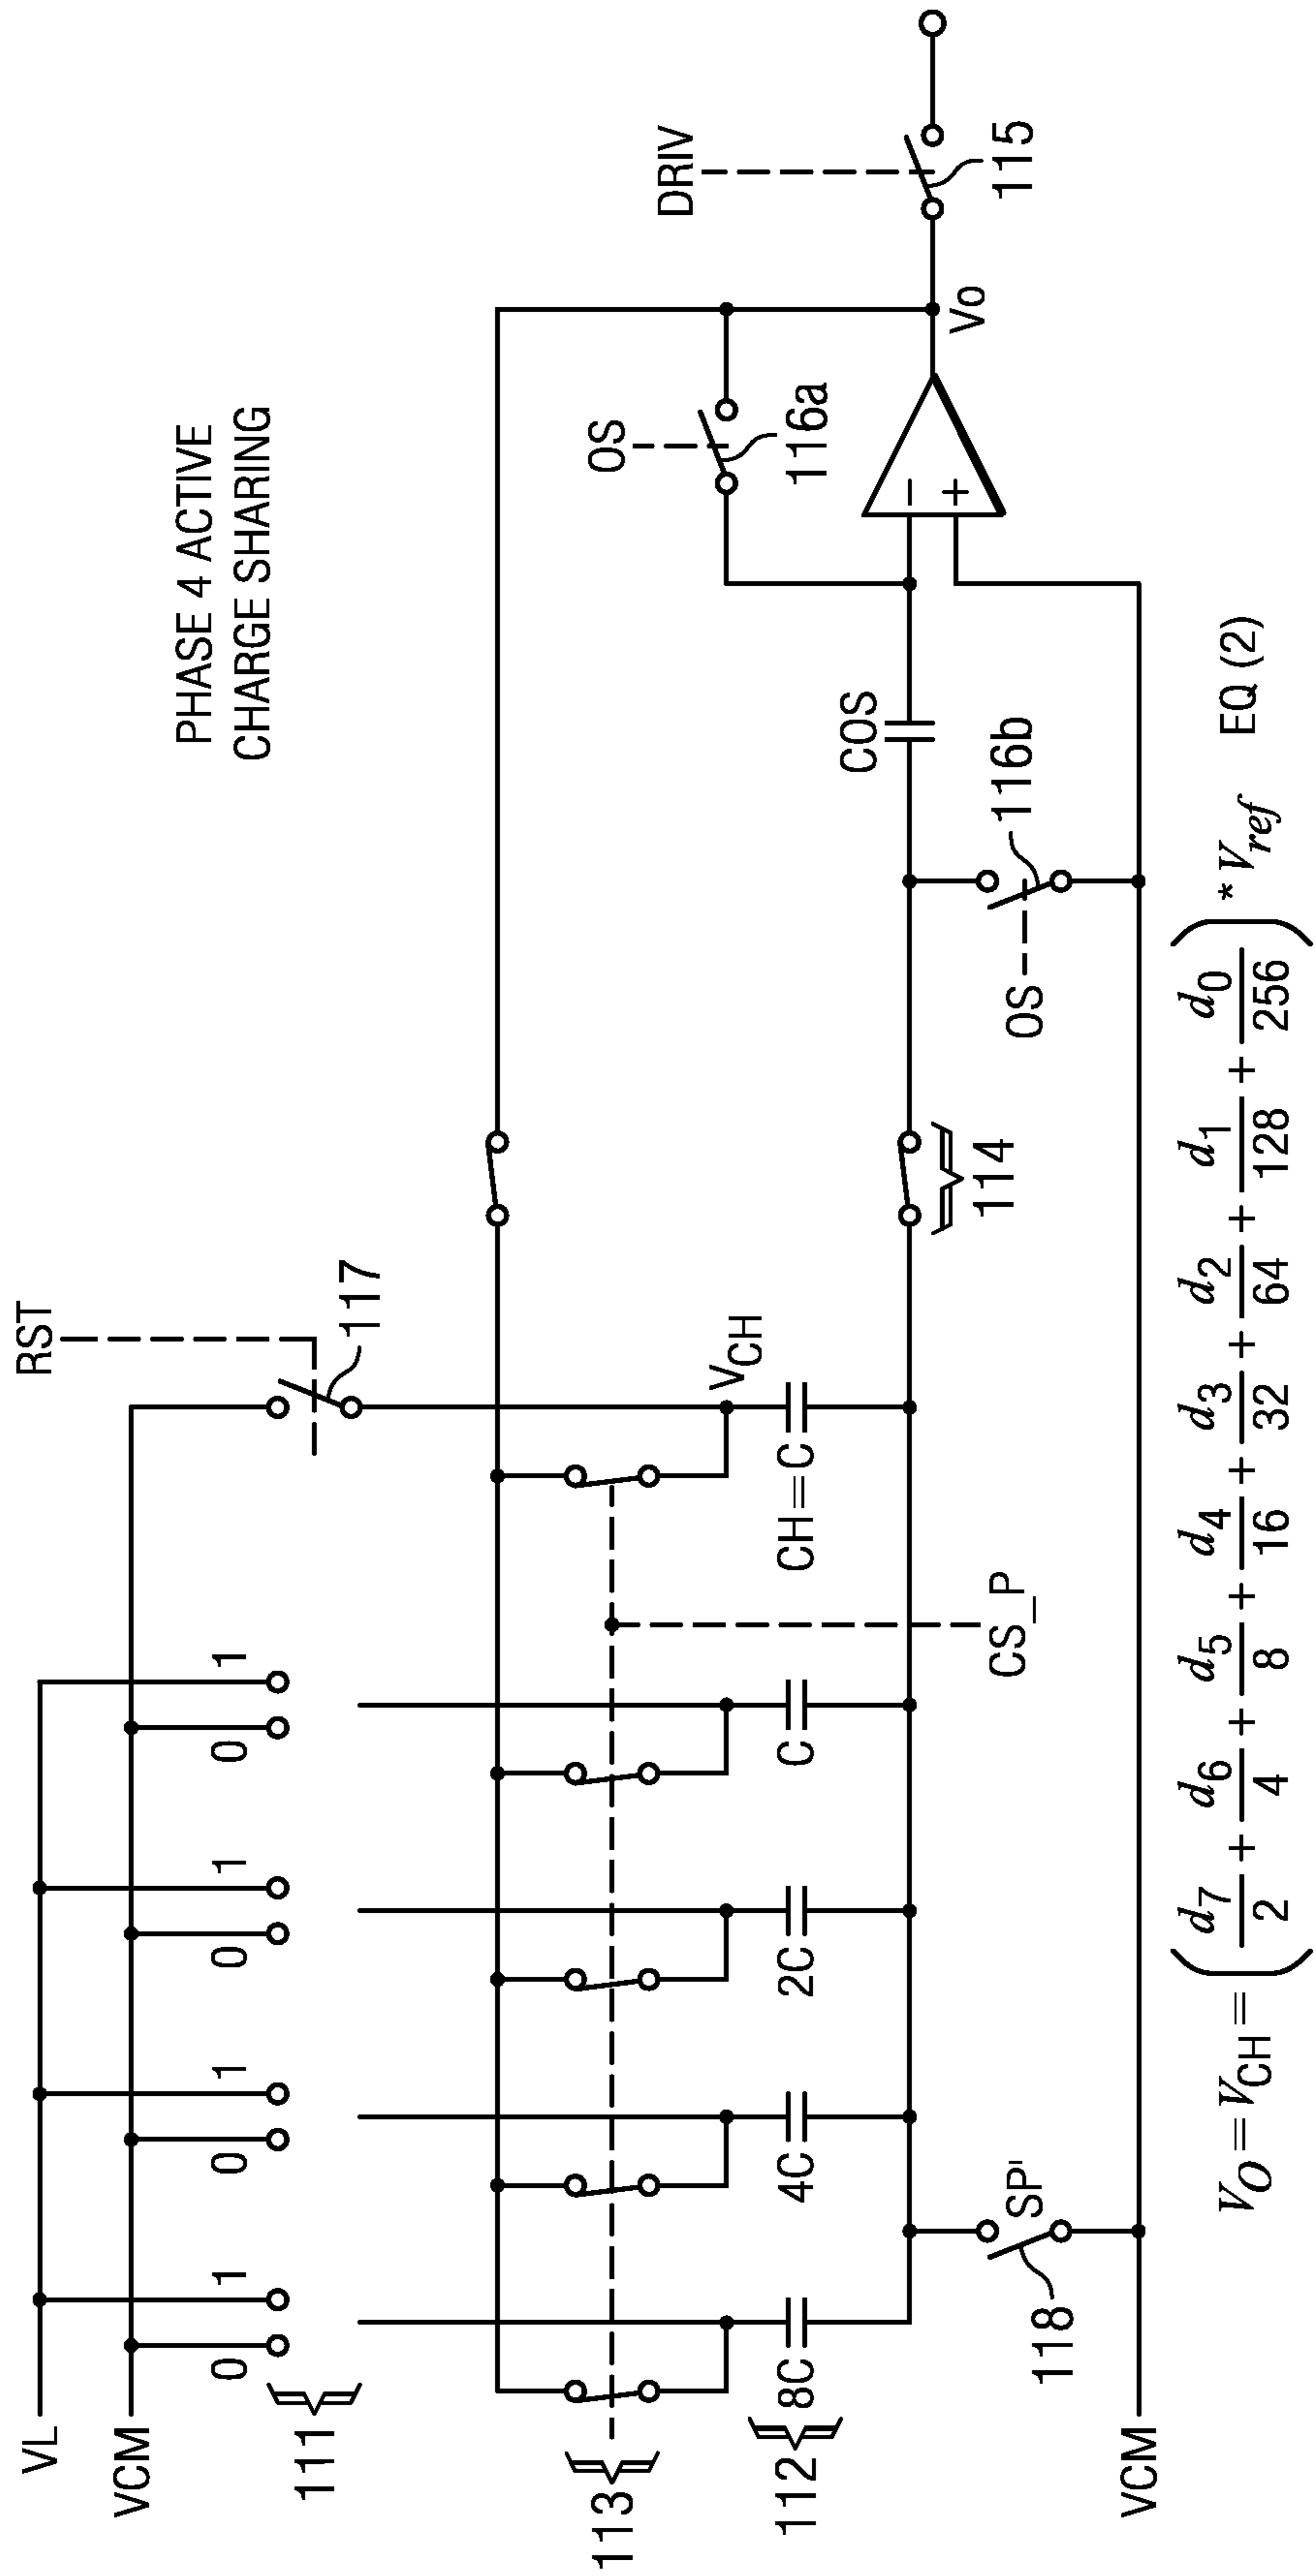 PHASE 4 ACTIVE
CHARGE SHARING
RST
117
DRIV
115
VL
VCM
0 1 0 1 0 1 0 1
111
OS
116a
113
VCH
Vo
112
8C 4C 2C C CH=C
COS
− +
CS_P
114
118
SP'
OS
116b
VCM
VO=VCH=(d7/2 + d6/4 + d5/8 + d4/16 + d3/32 + d2/64 + d1/128 + d0/256)*Vref EQ (2)